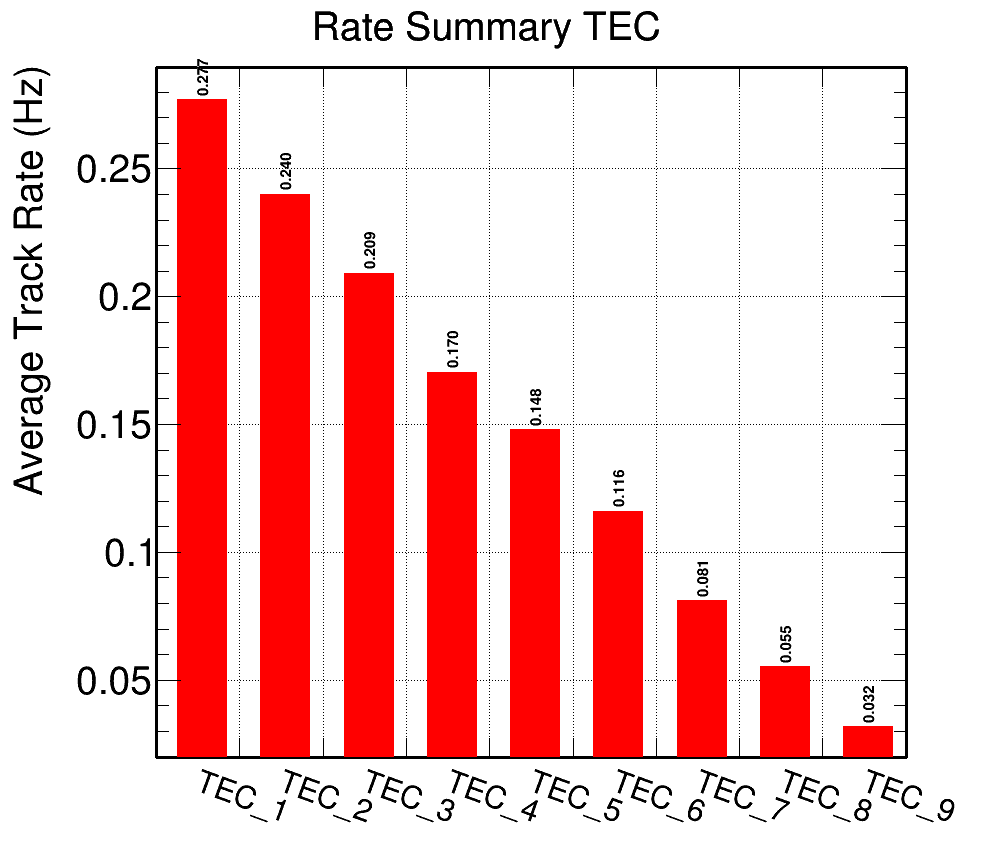 Rate Summary TEC
Average Track Rate (Hz)
0.25
0.2
0.15
0.1
0.05
0.277
0.240
0.209
0.170
0.148
0.116
0.081
0.055
0.032
TEC_1
TEC_2
TEC_3
TEC_4
TEC_5
TEC_6
TEC_7
TEC_8
TEC_9